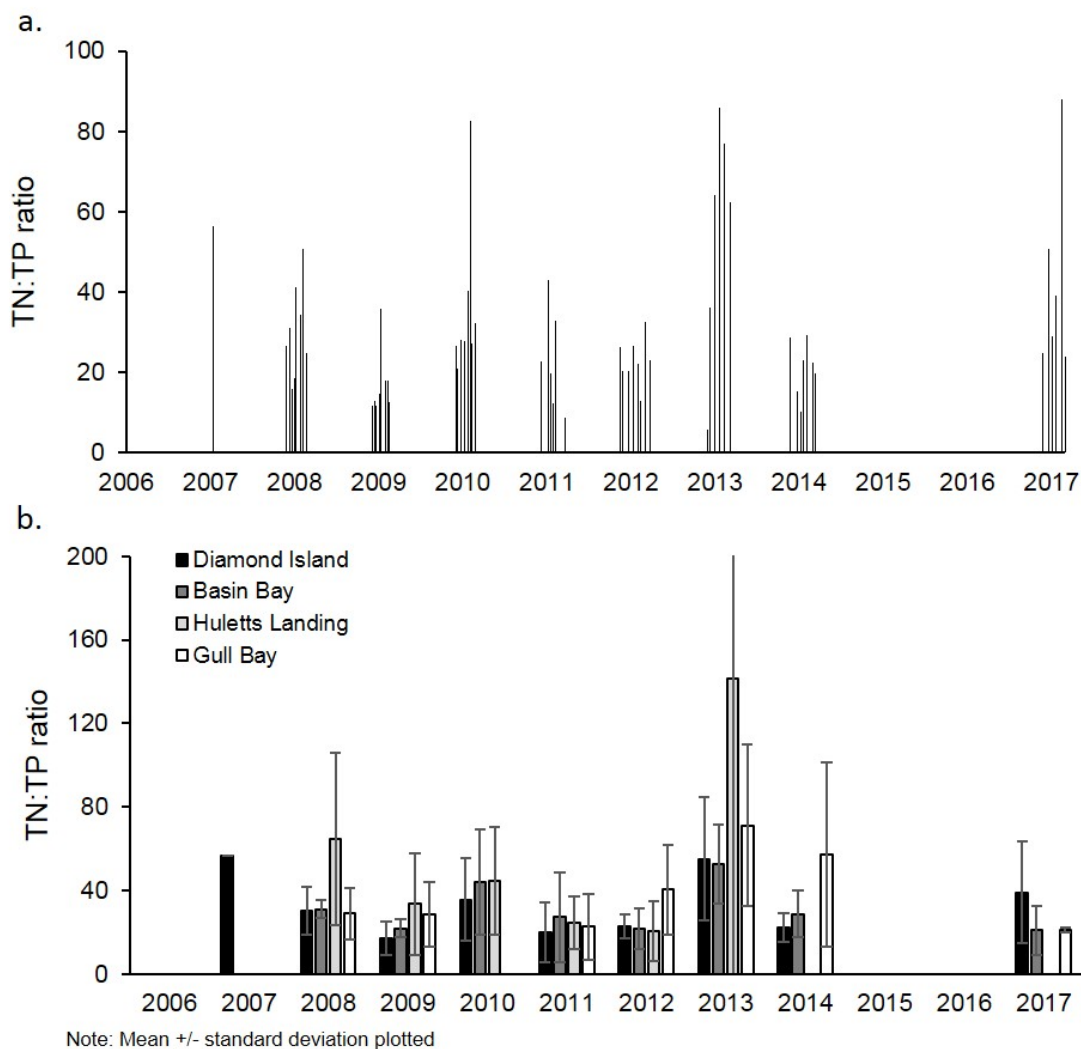 a.
TN:TP ratio
100
80
60
40
20
0
2006 2007 2008 2009 2010 2011 2012 2013 2014 2015 2016 2017
b.
TN:TP ratio
200
160
120
80
40
0
Diamond Island
Basin Bay
Huletts Landing
Gull Bay
2006 2007 2008 2009 2010 2011 2012 2013 2014 2015 2016 2017
Note: Mean +/- standard deviation plotted